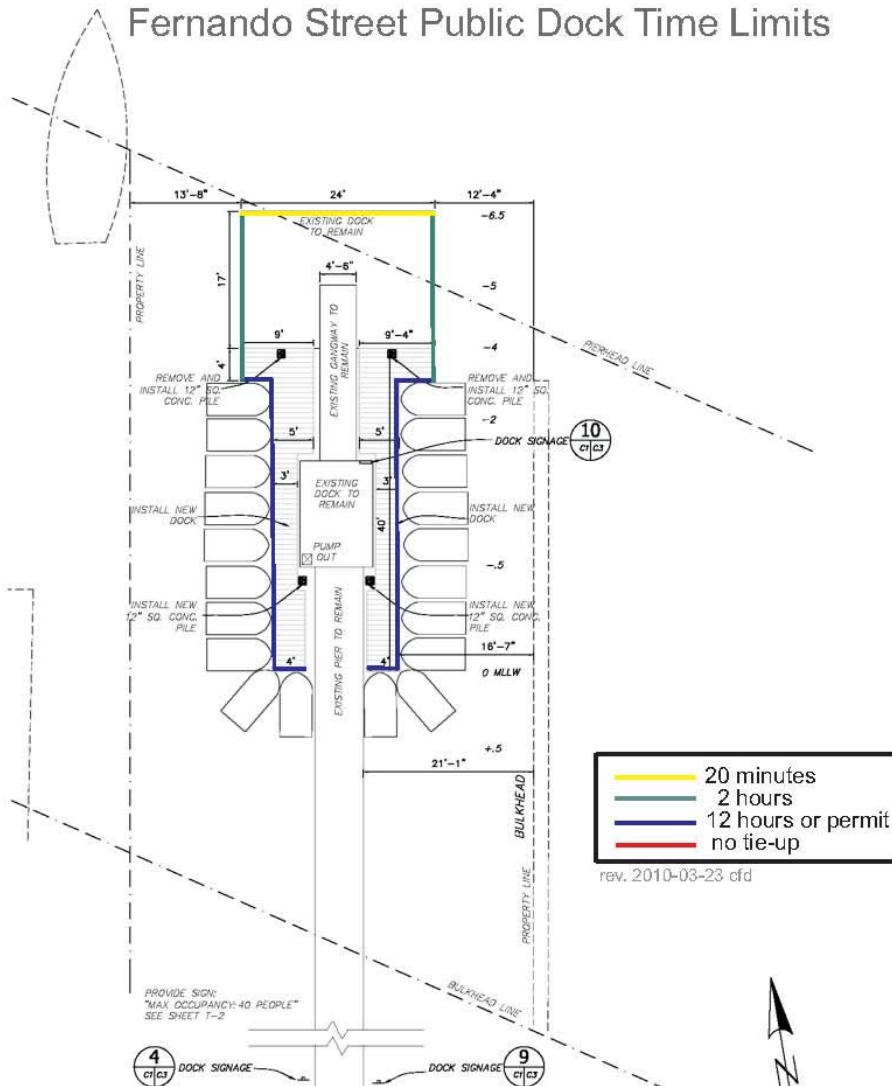 Fernando Street Public Dock Time Limits
13'-8"
24'
12'-4"
EXISTING DOCK
TO REMAIN
-6.5
4'-6"
PROPERTY LINE
17'
-5
9'
9'-4"
-4
4'
EXISTING GANGWAY TO
REMAIN
PIERHEAD LINE
REMOVE AND
INSTALL 12" SQ.
CONC. PILE
REMOVE AND
INSTALL 12" SQ.
CONC. PILE
-2
5'
5'
DOCK SIGNAGE
10
C1 C3
3'
EXISTING
DOCK TO
REMAIN
3'
40'
INSTALL NEW
DOCK
INSTALL NEW
DOCK
PUMP
OUT
-.5
INSTALL NEW
12" SQ. CONC.
PILE
INSTALL NEW
12" SQ. CONC.
PILE
EXISTING PIER TO REMAIN
16'-7"
4'
4'
0 MLLW
+.5
21'-1"
BULKHEAD
PROPERTY LINE
20 minutes
2 hours
12 hours or permit
no tie-up
rev. 2010-03-23 cfd
BULKHEAD LINE
PROVIDE SIGN:
"MAX OCCUPANCY: 40 PEOPLE"
SEE SHEET T-2
4
C1 C3
DOCK SIGNAGE
DOCK SIGNAGE
9
C1 C3